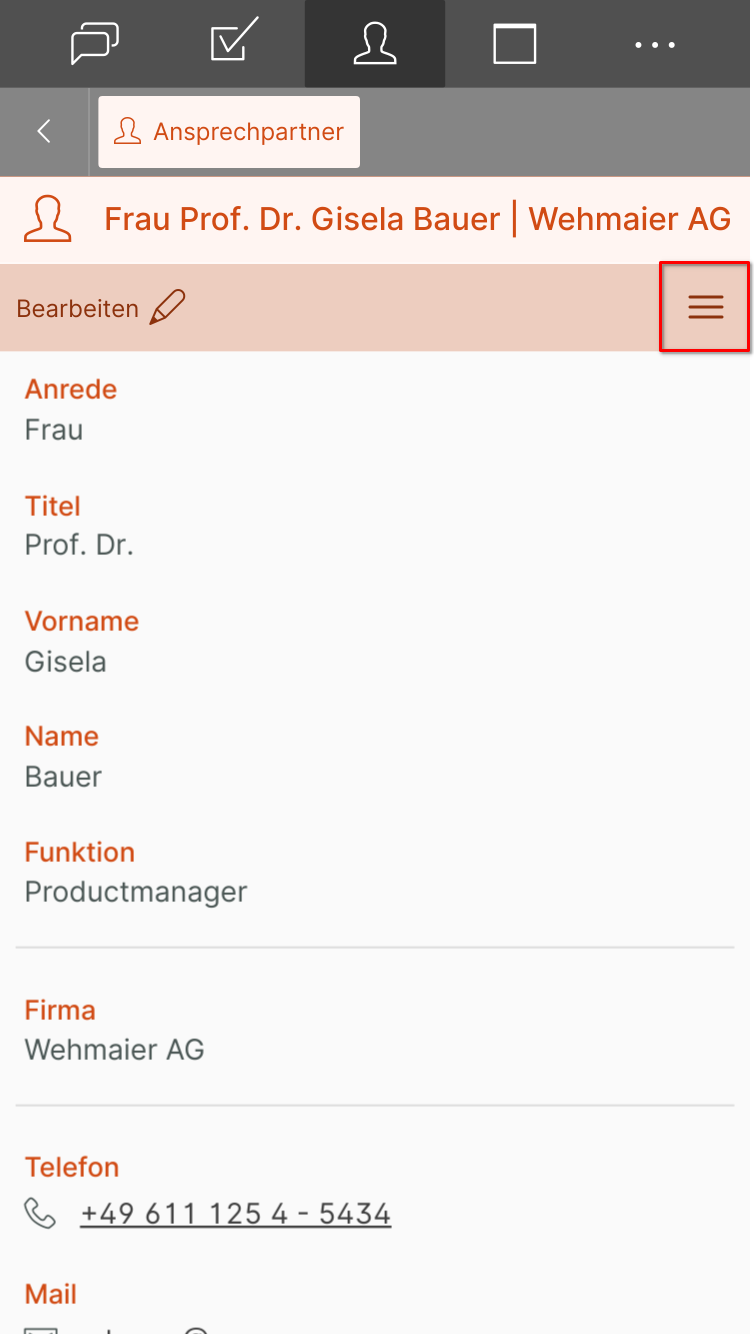 Ansprechpartner
Frau Prof. Dr. Gisela Bauer | Wehmaier AG
Bearbeiten
Anrede
Frau
Titel
Prof. Dr.
Vorname
Gisela
Name
Bauer
Funktion
Productmanager
Firma
Wehmaier AG
Telefon
+49 611 125 4 - 5434
Mail